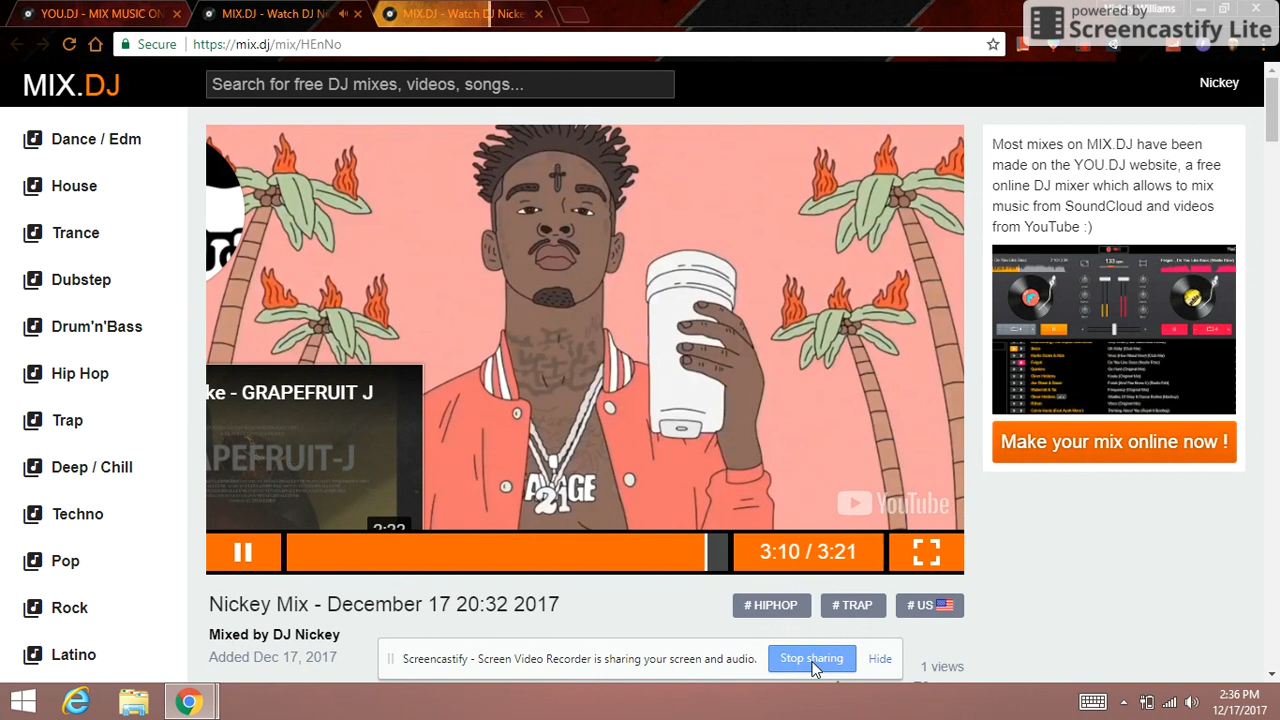 YOU.DJ - MIX MUSIC ON
MIX.DJ - Watch DJ Ni
MIX.DJ - Watch DJ Nicke
Williams
powered by
Screencastify Lite
Secure
https://mix.dj/mix/HEnNo
MIX.DJ
Search for free DJ mixes, videos, songs...
Nickey
Dance / Edm
House
Trance
Dubstep
Drum'n'Bass
Hip Hop
Trap
Deep / Chill
Techno
Pop
Rock
Latino
ke - GRAPEFRUIT J
APEFRUIT-J
2:22
21
YouTube
3:10 / 3:21
Most mixes on MIX.DJ have been
made on the YOU.DJ website, a free
online DJ mixer which allows to mix
music from SoundCloud and videos
from YouTube :)
Make your mix online now !
Nickey Mix - December 17 20:32 2017
# HIPHOP
# TRAP
# US
Mixed by DJ Nickey
Added Dec 17, 2017
Screencastify - Screen Video Recorder is sharing your screen and audio.
Stop sharing
Hide
1 views
2:36 PM
12/17/2017